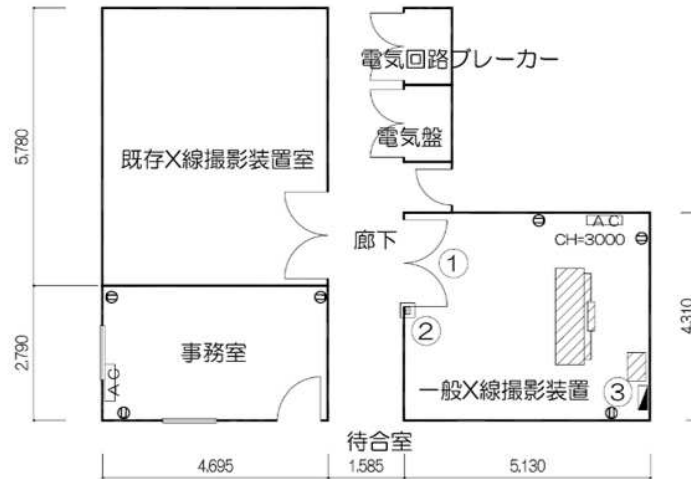 電気回路ブレーカー
電気盤
5,780
既存X線撮影装置室
廊下
AC
CH=3000
①
②
4.310
2.790
事務室
AC
一般X線撮影装置
③
待合室
4.695
1.585
5.130